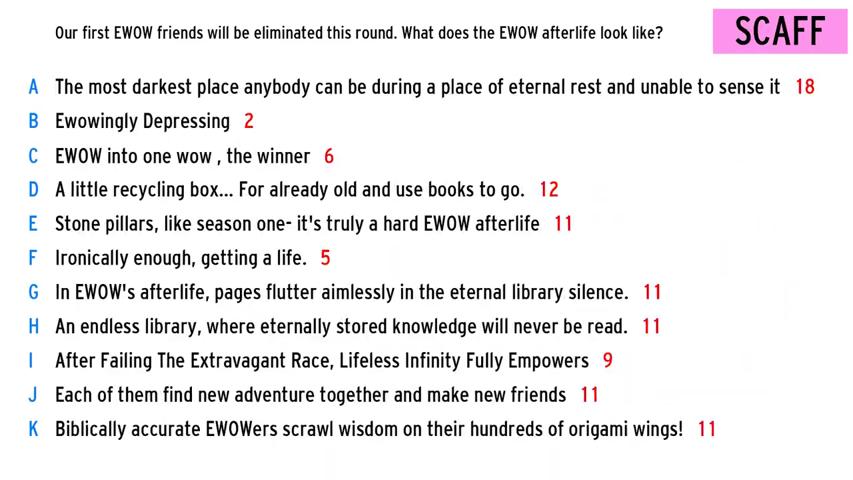 Our first EWOW friends will be eliminated this round. What does the EWOW afterlife look like?
SCAFF
A The most darkest place anybody can be during a place of eternal rest and unable to sense it 18
B Ewowingly Depressing 2
C EWOW into one wow , the winner 6
D A little recycling box... For already old and use books to go. 12
E Stone pillars, like season one- it's truly a hard EWOW afterlife 11
F Ironically enough, getting a life. 5
G In EWOW's afterlife, pages flutter aimlessly in the eternal library silence. 11
H An endless library, where eternally stored knowledge will never be read. 11
I After Failing The Extravagant Race, Lifeless Infinity Fully Empowers 9
J Each of them find new adventure together and make new friends 11
K Biblically accurate EWOWers scrawl wisdom on their hundreds of origami wings! 11